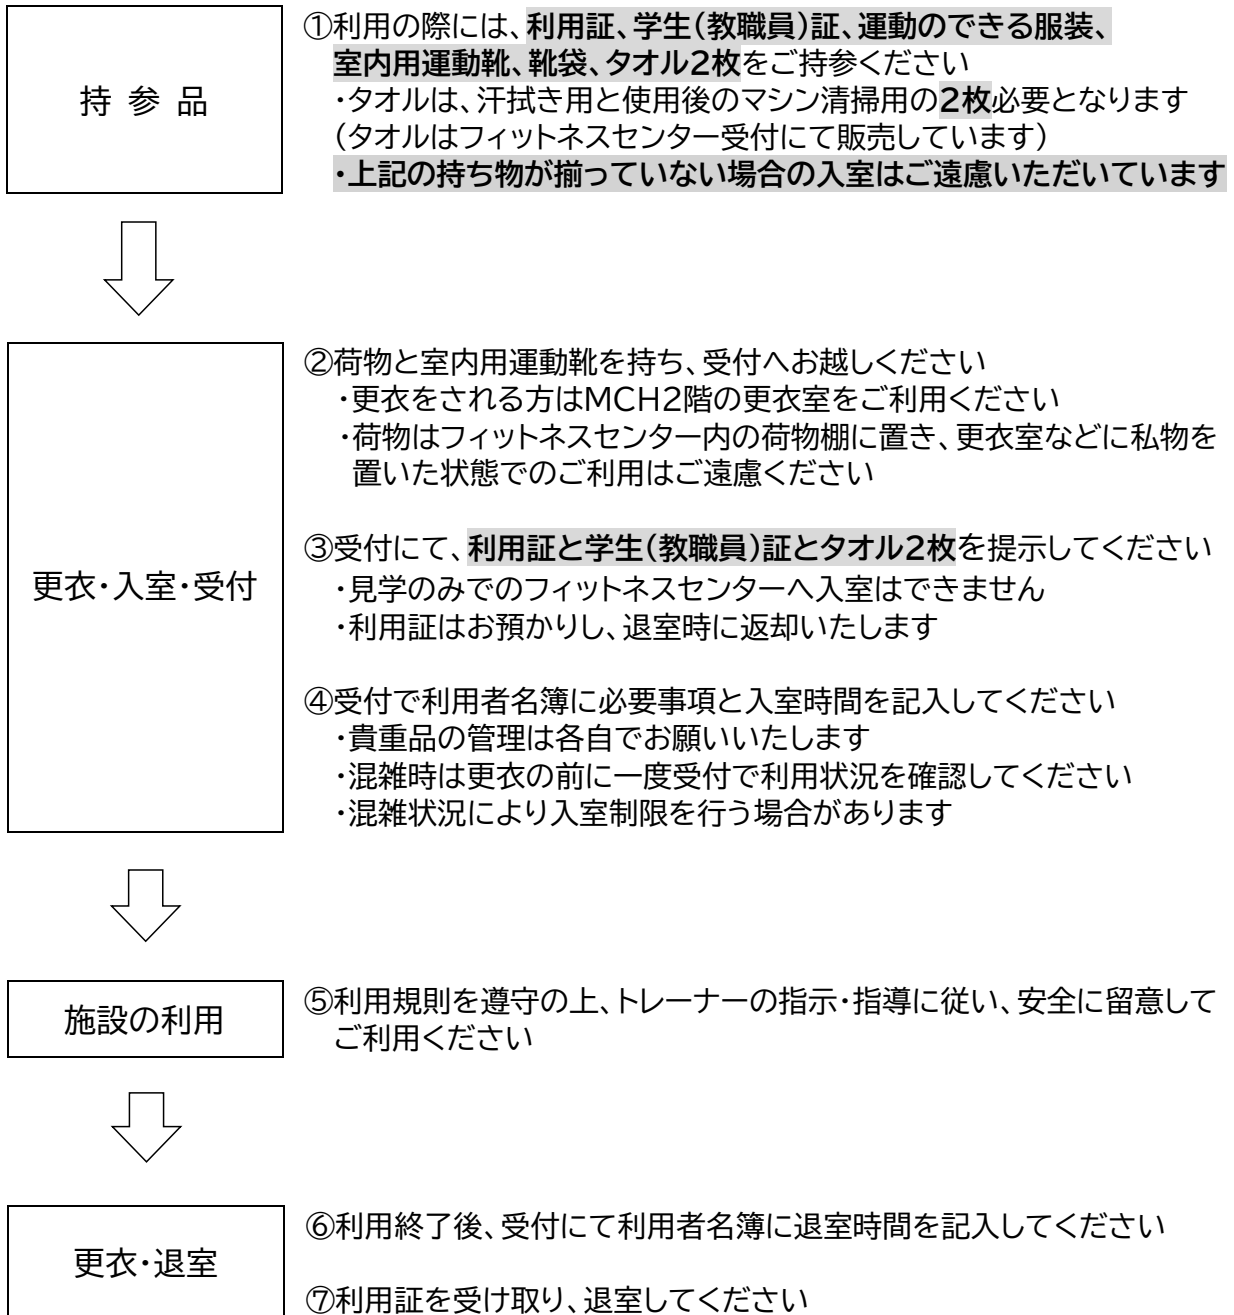 持 参 品
①利用の際には、利用証、学生(教職員)証、運動のできる服装、
室内用運動靴、靴袋、タオル2枚をご持参ください
・タオルは、汗拭き用と使用後のマシン清掃用の2枚必要となります
(タオルはフィットネスセンター受付にて販売しています)
・上記の持ち物が揃っていない場合の入室はご遠慮いただいています
更衣・入室・受付
②荷物と室内用運動靴を持ち、受付へお越しください
・更衣をされる方はMCH2階の更衣室をご利用ください
・荷物はフィットネスセンター内の荷物棚に置き、更衣室などに私物を
置いた状態でのご利用はご遠慮ください
③受付にて、利用証と学生(教職員)証とタオル2枚を提示してください
・見学のみでのフィットネスセンターへ入室はできません
・利用証はお預かりし、退室時に返却いたします
④受付で利用者名簿に必要事項と入室時間を記入してください
・貴重品の管理は各自でお願いいたします
・混雑時は更衣の前に一度受付で利用状況を確認してください
・混雑状況により入室制限を行う場合があります
施設の利用
⑤利用規則を遵守の上、トレーナーの指示・指導に従い、安全に留意して
ご利用ください
更衣・退室
⑥利用終了後、受付にて利用者名簿に退室時間を記入してください
⑦利用証を受け取り、退室してください